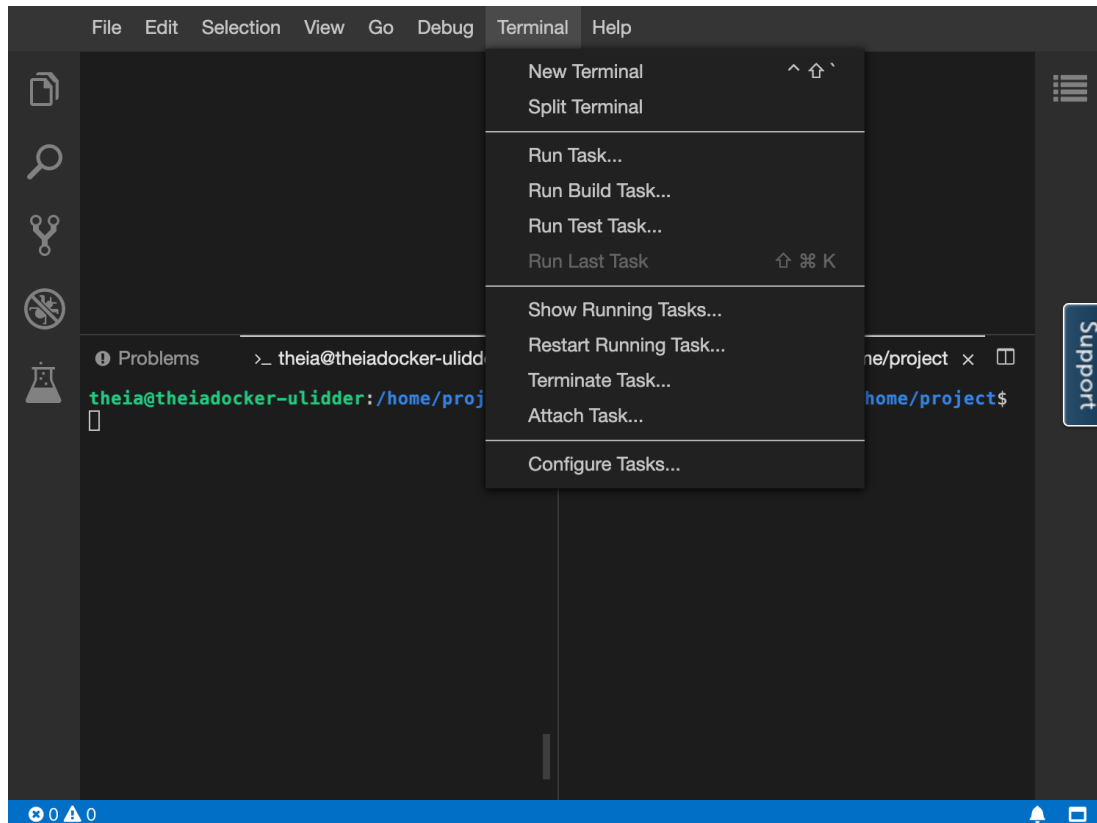 File Edit Selection View Go Debug Terminal Help
New Terminal ^ ⇧ `
Split Terminal
Run Task...
Run Build Task...
Run Test Task...
Run Last Task ⇧ ⌘ K
Show Running Tasks...
Restart Running Task...
Terminate Task...
Attach Task...
Configure Tasks...
Problems >_ theia@theiadocker-ulidde ne/project ×
theia@theiadocker-ulidder:/home/proj home/project$
Support
0 0